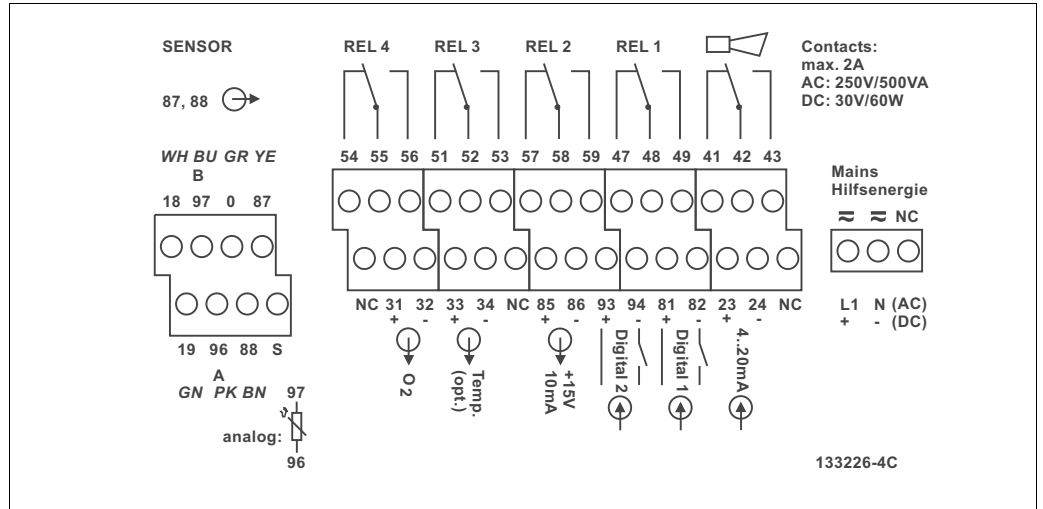 SENSOR
REL 4 REL 3 REL 2 REL 1
Contacts:
max. 2A
AC: 250V/500VA
DC: 30V/60W
87, 88
WH BU GR YE
B
18 97 0 87
54 55 56 51 52 53 57 58 59 47 48 49 41 42 43
Mains
Hilfsenergie
≂ ≂ NC
NC 31 32 33 34 NC 85 86 93 94 81 82 23 24 NC
+ - + - + - + - + - + -
L1 N (AC)
+ - (DC)
19 96 88 S
A
GN PK BN
O2
Temp.
(opt.)
+15V
10mA
Digital 2
Digital 1
4..20mA
97
analog:
96
133226-4C